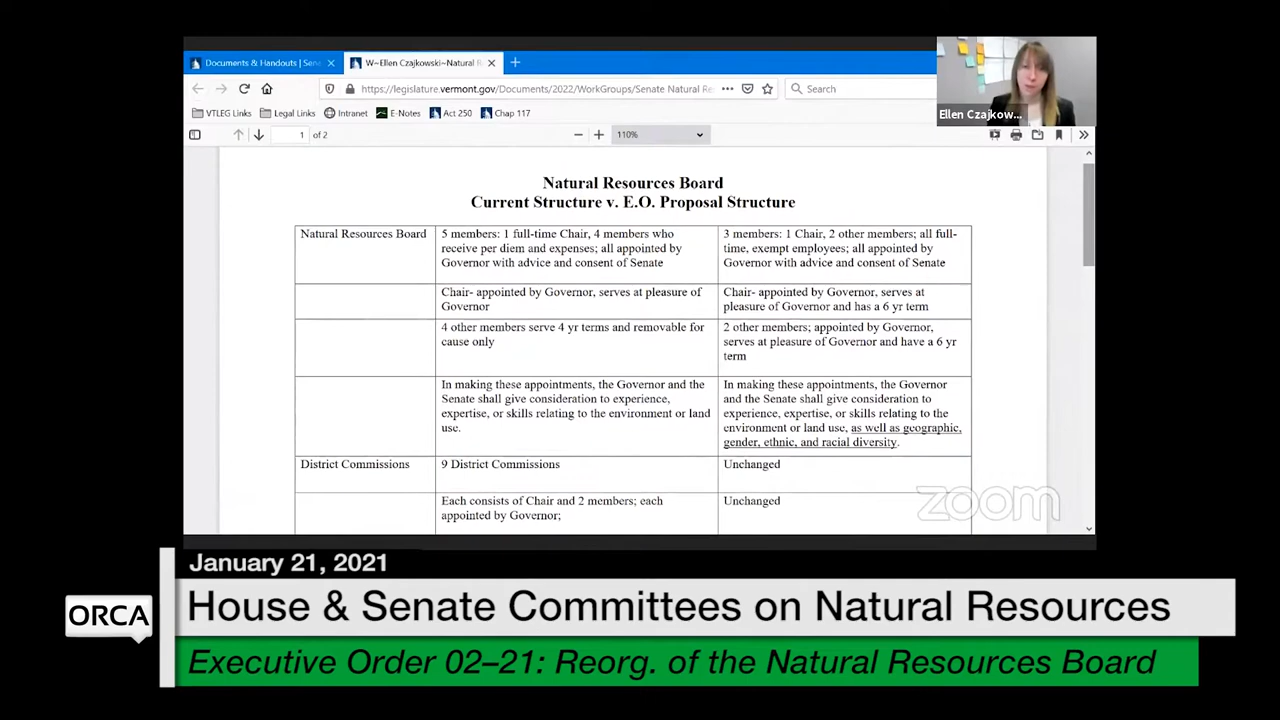 Documents & Handouts | Sen
W~Ellen Czajkowski~Natural R
https://legislature.vermont.gov/Documents/2022/WorkGroups/Senate Natural Re
Search
Ellen Czajkow...
VTLEG Links
Legal Links
Intranet
E-Notes
Act 250
Chap 117
1 of 2
110%
Natural Resources Board
Current Structure v. E.O. Proposal Structure
Natural Resources Board
5 members: 1 full-time Chair, 4 members who
receive per diem and expenses; all appointed by
Governor with advice and consent of Senate
3 members: 1 Chair, 2 other members; all full-
time, exempt employees; all appointed by
Governor with advice and consent of Senate
Chair- appointed by Governor, serves at pleasure of
Governor
Chair- appointed by Governor, serves at
pleasure of Governor and has a 6 yr term
4 other members serve 4 yr terms and removable for
cause only
2 other members; appointed by Governor,
serves at pleasure of Governor and have a 6 yr
term
In making these appointments, the Governor and the
Senate shall give consideration to experience,
expertise, or skills relating to the environment or land
use.
In making these appointments, the Governor
and the Senate shall give consideration to
experience, expertise, or skills relating to the
environment or land use, as well as geographic,
gender, ethnic, and racial diversity.
District Commissions
9 District Commissions
Unchanged
Each consists of Chair and 2 members; each
appointed by Governor;
Unchanged
zoom
January 21, 2021
ORCA
House & Senate Committees on Natural Resources
Executive Order 02–21: Reorg. of the Natural Resources Board